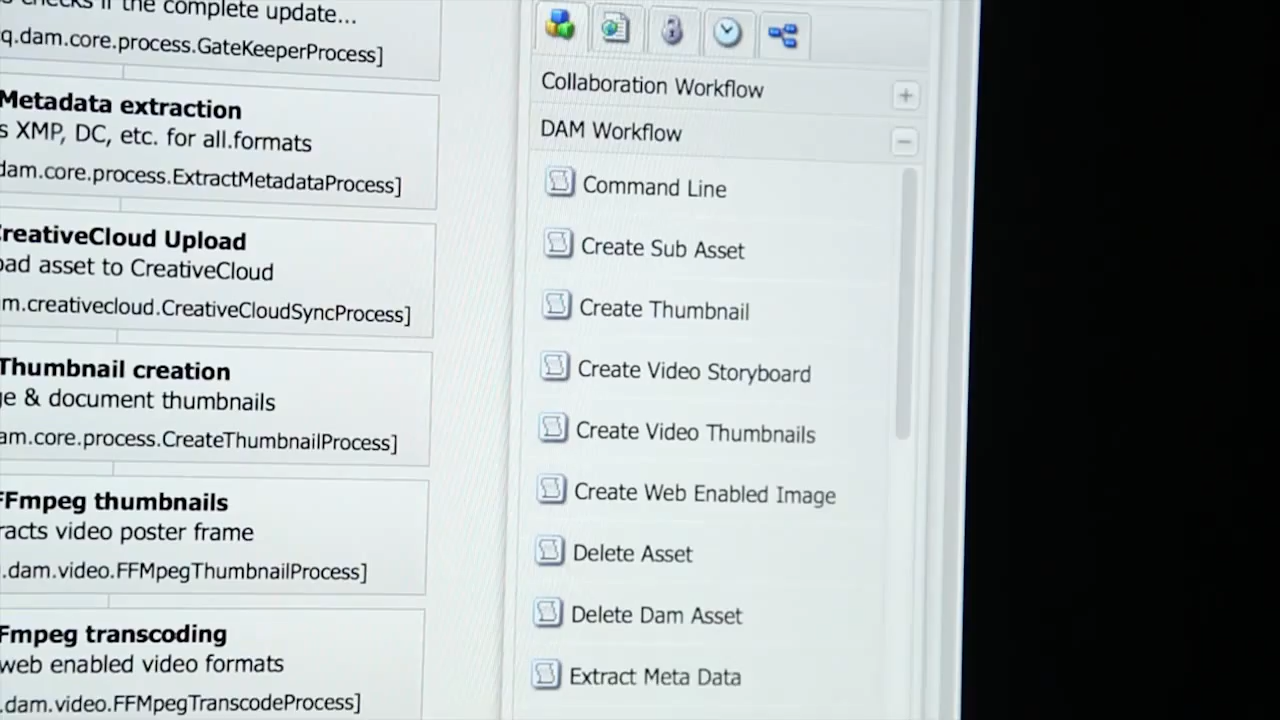 checks if the complete update...
q.dam.core.process.GateKeeperProcess]
Metadata extraction
s XMP, DC, etc. for all.formats
dam.core.process.ExtractMetadataProcess]
CreativeCloud Upload
oad asset to CreativeCloud
m.creativecloud.CreativeCloudSyncProcess]
Thumbnail creation
ge & document thumbnails
am.core.process.CreateThumbnailProcess]
FFmpeg thumbnails
racts video poster frame
.dam.video.FFMpegThumbnailProcess]
Fmpeg transcoding
web enabled video formats
.dam.video.FFMpegTranscodeProcess]
Collaboration Workflow
DAM Workflow
Command Line
Create Sub Asset
Create Thumbnail
Create Video Storyboard
Create Video Thumbnails
Create Web Enabled Image
Delete Asset
Delete Dam Asset
Extract Meta Data